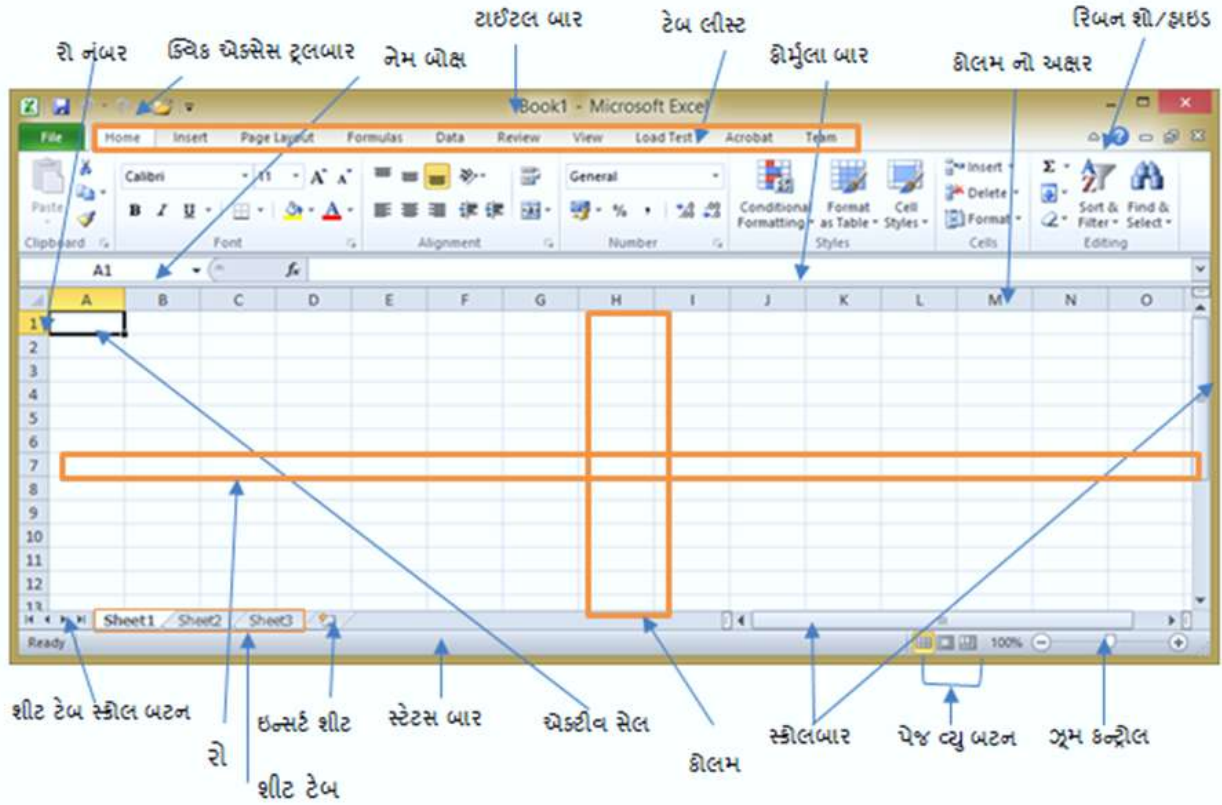 ટાઈટલ બાર
ટેબ લીસ્ટ
રિબન શો/હાઇડ
રો નંબર
ક્વિક એક્સેસ ટૂલબાર
નેમ બોક્ષ
ફોર્મુલા બાર
કોલમ નો અક્ષર
Book1 - Microsoft Excel
File Home Insert Page Layout Formulas Data Review View Load Test Acrobat Team
Calibri 11 General Insert Σ
Paste B I U % , Conditional Format Cell Delete Sort & Find &
Formatting as Table Styles Format Filter Select
Clipboard Font Alignment Number Styles Cells Editing
A1 fx
A B C D E F G H I J K L M N O
1
2
3
4
5
6
7
8
9
10
11
12
13
Sheet1 Sheet2 Sheet3
Ready 100%
શીટ ટેબ સ્ક્રોલ બટન
ઇન્સર્ટ શીટ
સ્ટેટસ બાર
એક્ટીવ સેલ
સ્ક્રોલબાર
પેજ વ્યુ બટન
ઝૂમ કન્ટ્રોલ
રો
કોલમ
શીટ ટેબ